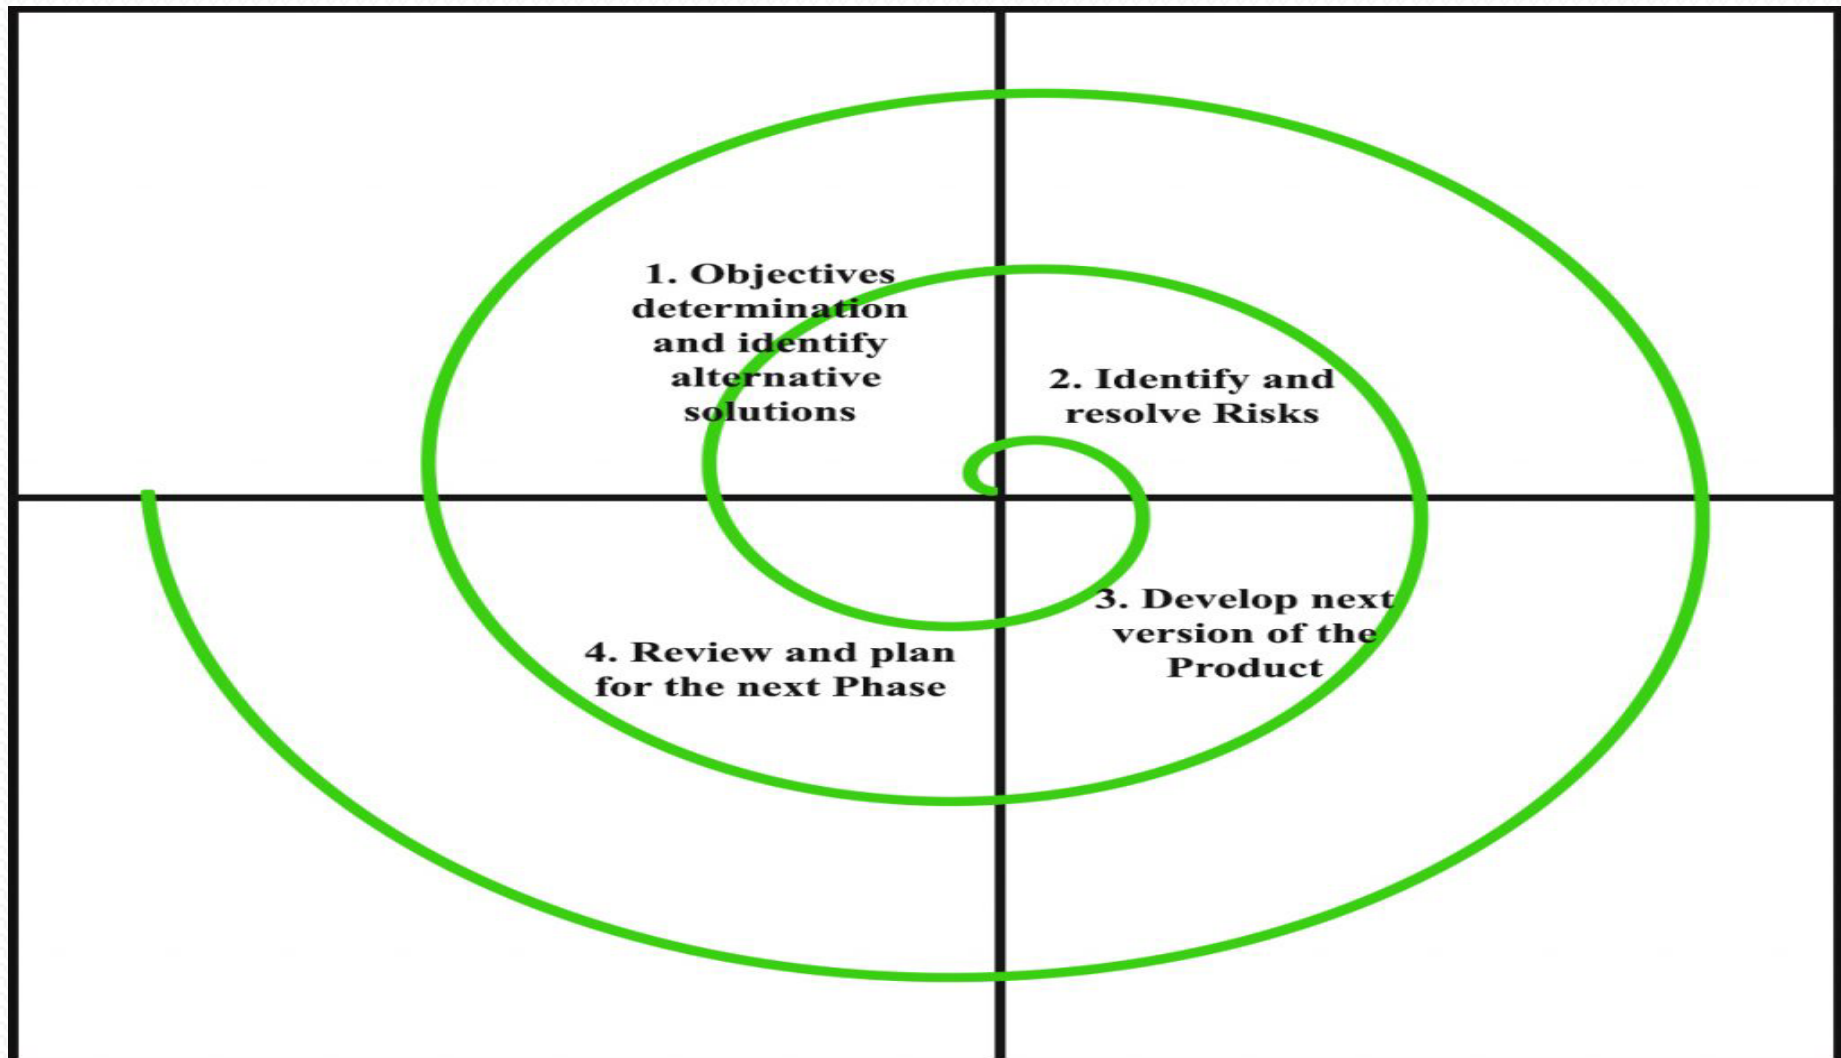 1. Objectives
determination
and identify
alternative
solutions
2. Identify and
resolve Risks
3. Develop next
version of the
Product
4. Review and plan
for the next Phase